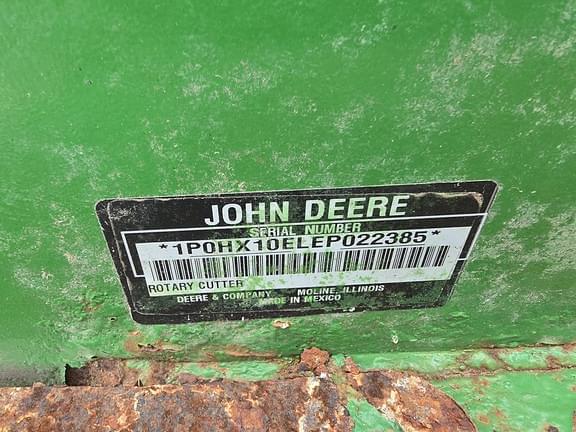 JOHN DEERE
SERIAL NUMBER
*1P0HX10ELEP022385*
ROTARY CUTTER
DEERE & COMPANY MOLINE, ILLINOIS
MADE IN MEXICO